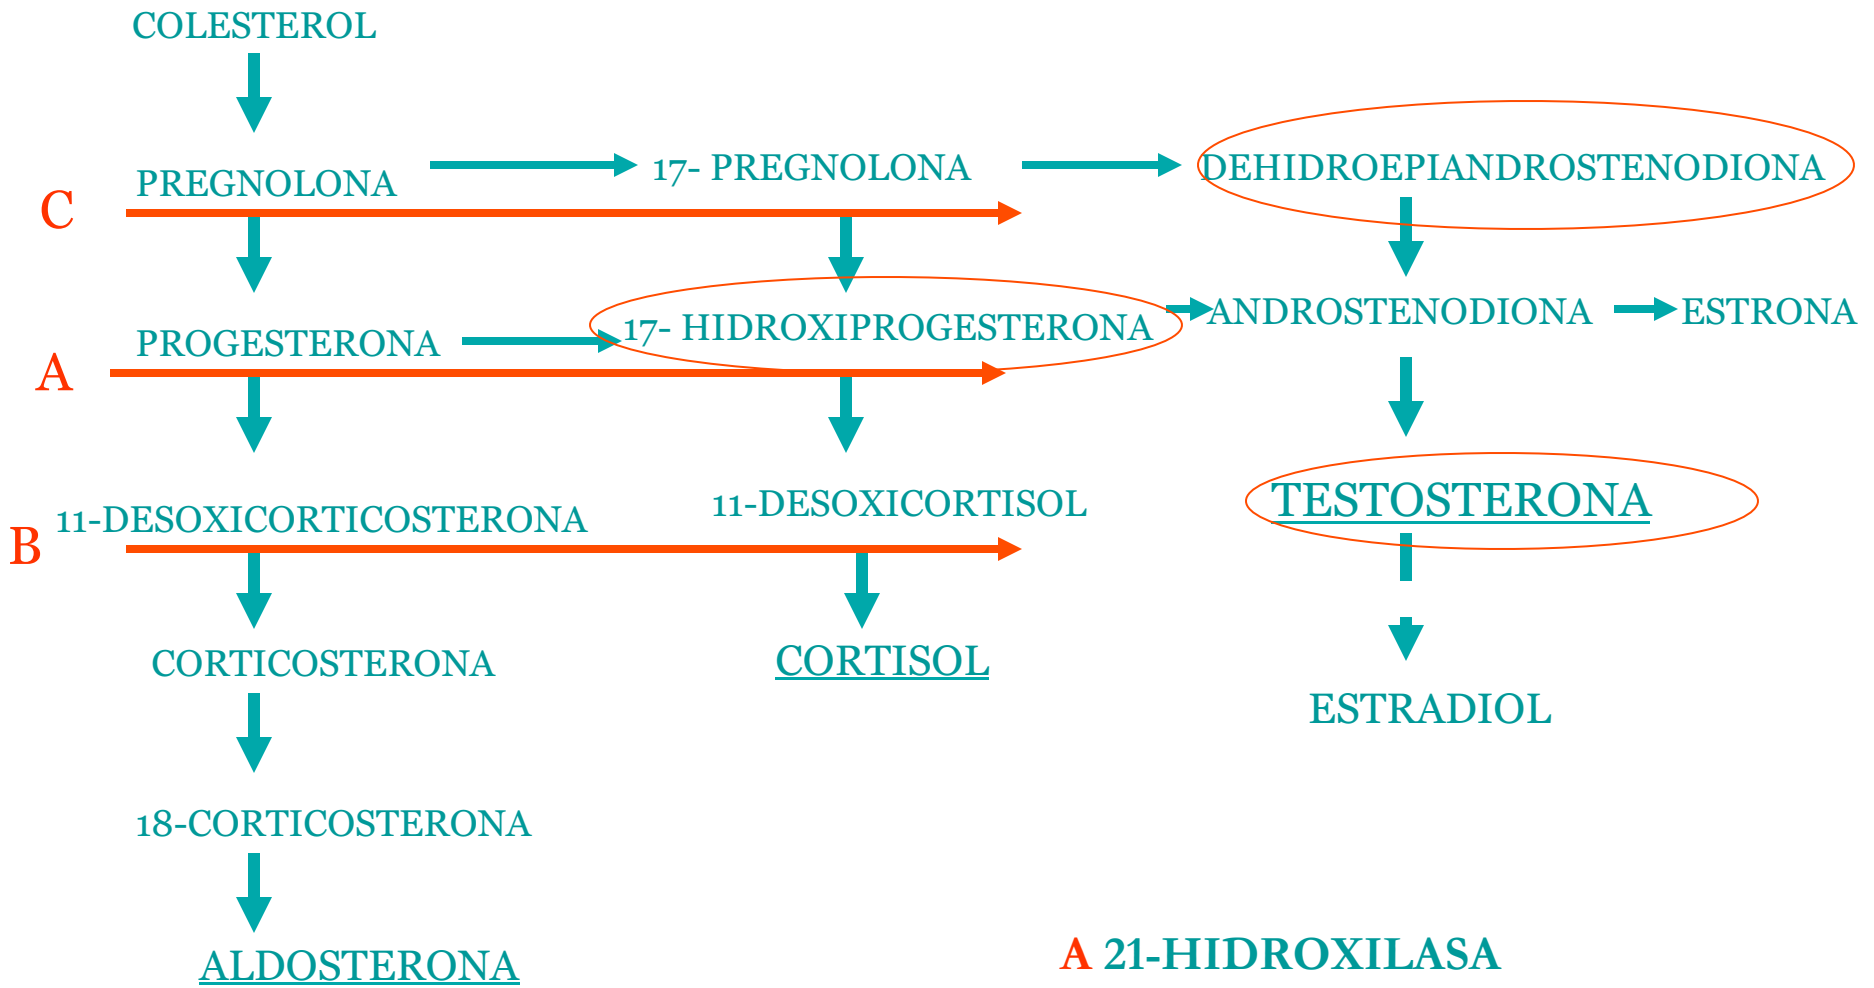 COLESTEROL
PREGNOLONA
17- PREGNOLONA
DEHIDROEPIANDROSTENODIONA
C
PROGESTERONA
17- HIDROXIPROGESTERONA
ANDROSTENODIONA
ESTRONA
A
11-DESOXICORTICOSTERONA
11-DESOXICORTISOL
TESTOSTERONA
B
CORTICOSTERONA
CORTISOL
ESTRADIOL
18-CORTICOSTERONA
ALDOSTERONA
A 21-HIDROXILASA